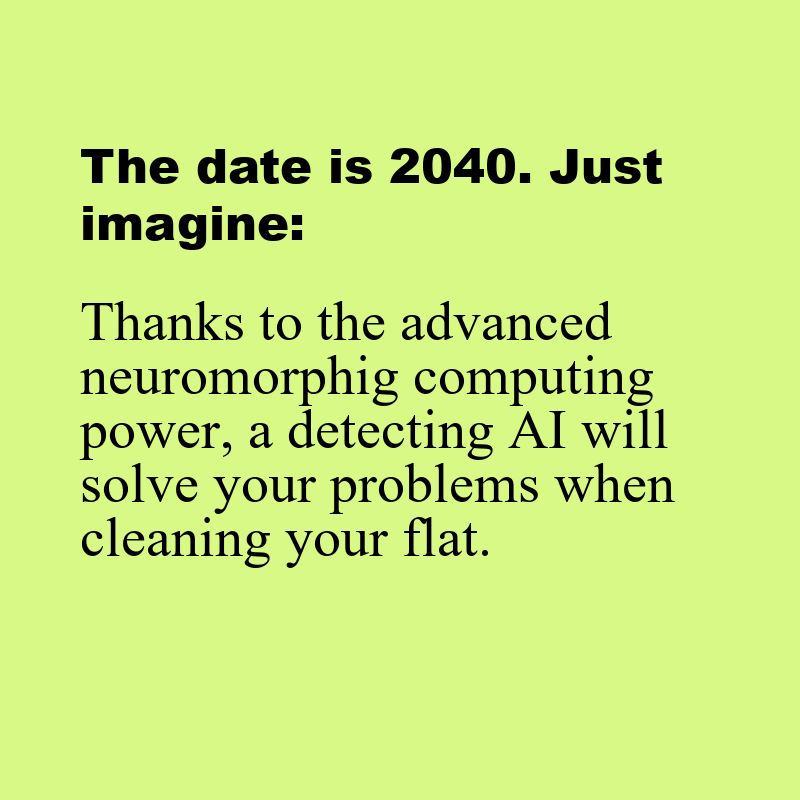 The date is 2040. Just
imagine:
Thanks to the advanced
neuromorphig computing
power, a detecting AI will
solve your problems when
cleaning your flat.